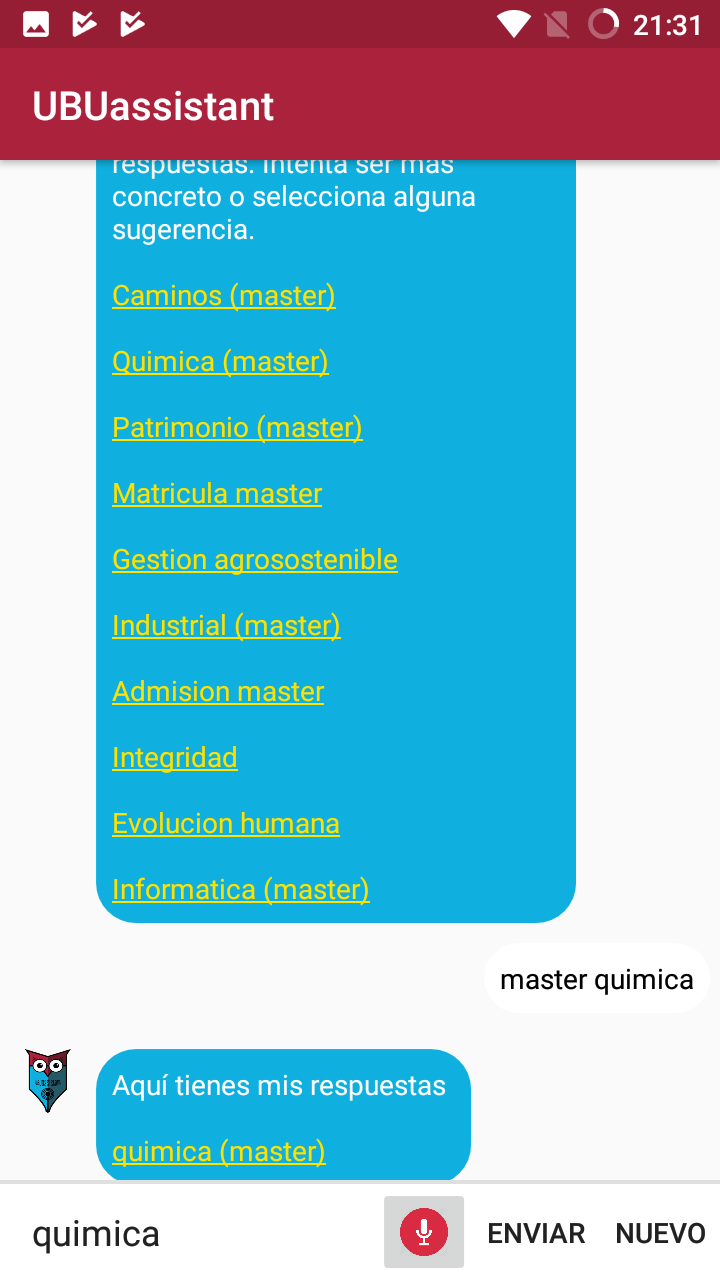 21:31
UBUassistant
respuestas. Intenta ser mas
concreto o selecciona alguna
sugerencia.
Caminos (master)
Quimica (master)
Patrimonio (master)
Matricula master
Gestion agrosostenible
Industrial (master)
Admision master
Integridad
Evolucion humana
Informatica (master)
master quimica
Aquí tienes mis respuestas
quimica (master)
quimica
ENVIAR
NUEVO